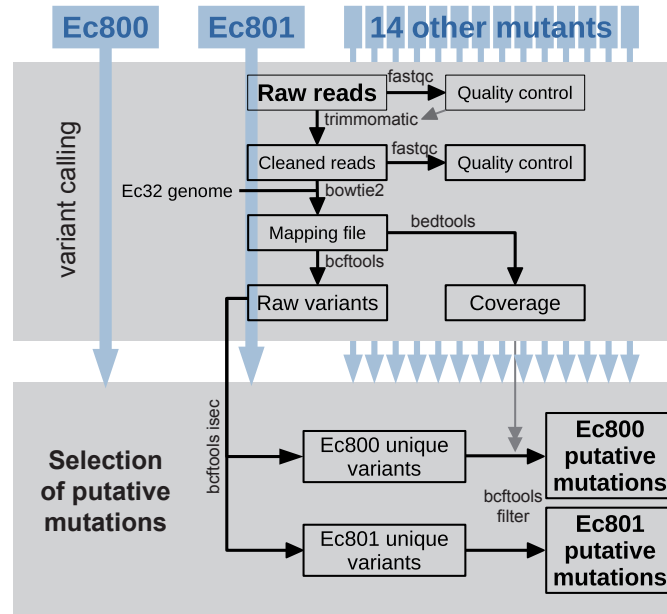 Ec800 Ec801 14 other mutants
variant calling
Raw reads
fastqc
Quality control
trimmomatic
Cleaned reads
fastqc
Quality control
Ec32 genome
bowtie2
Mapping file
bedtools
bcftools
Raw variants
Coverage
Selection
of putative
mutations
bcftools isec
Ec800 unique
variants
Ec800
putative
mutations
bcftools
filter
Ec801 unique
variants
Ec801
putative
mutations